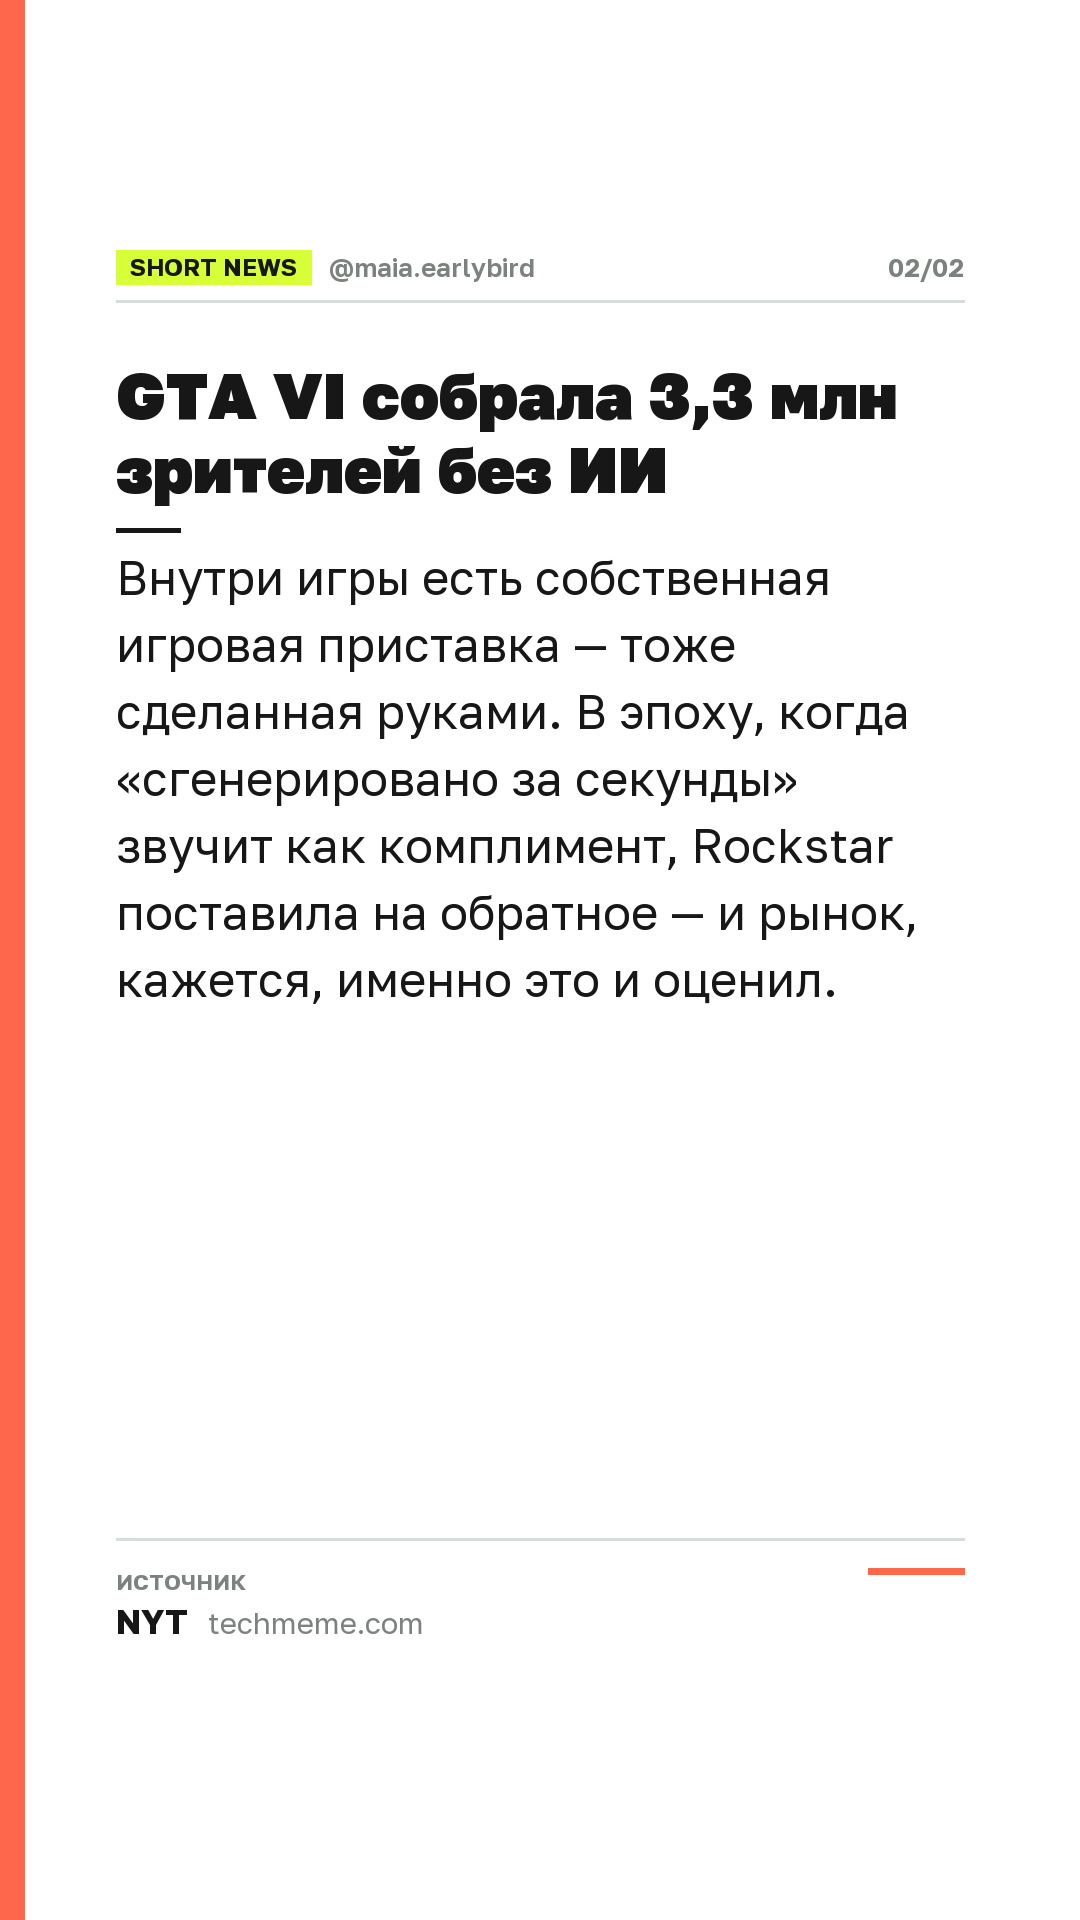 SHORT NEWS @maia.earlybird 02/02
GTA VI собрала 3,3 млн
зрителей без ИИ
Внутри игры есть собственная
игровая приставка — тоже
сделанная руками. В эпоху, когда
«сгенерировано за секунды»
звучит как комплимент, Rockstar
поставила на обратное — и рынок,
кажется, именно это и оценил.
источник
NYT techmeme.com